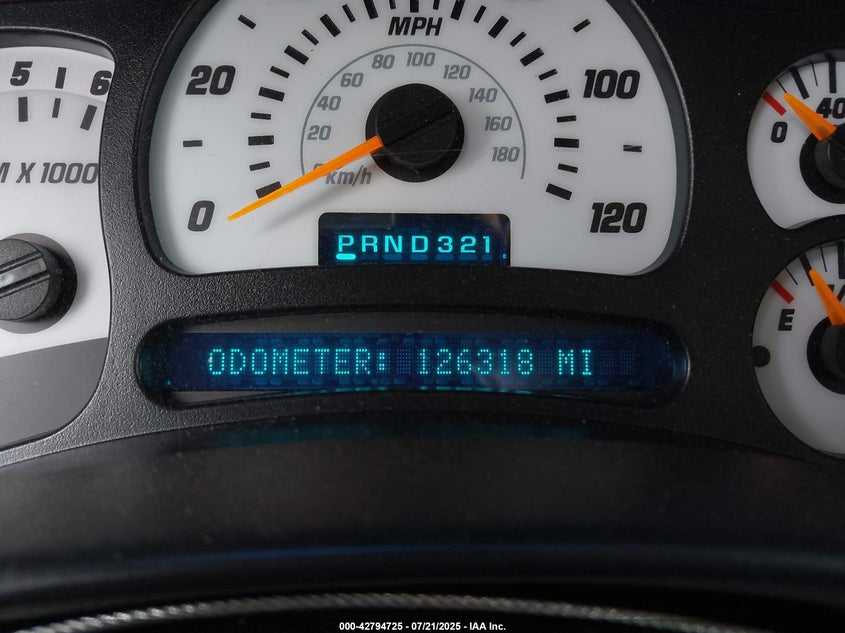 MPH
5 6
20 100
20 40 60 80 100 120 140 160 180
M X 1000
km/h
0 120
0 40
PRND321
E
ODOMETER: 126318 MI
000-42794725 - 07/21/2025 - IAA Inc.